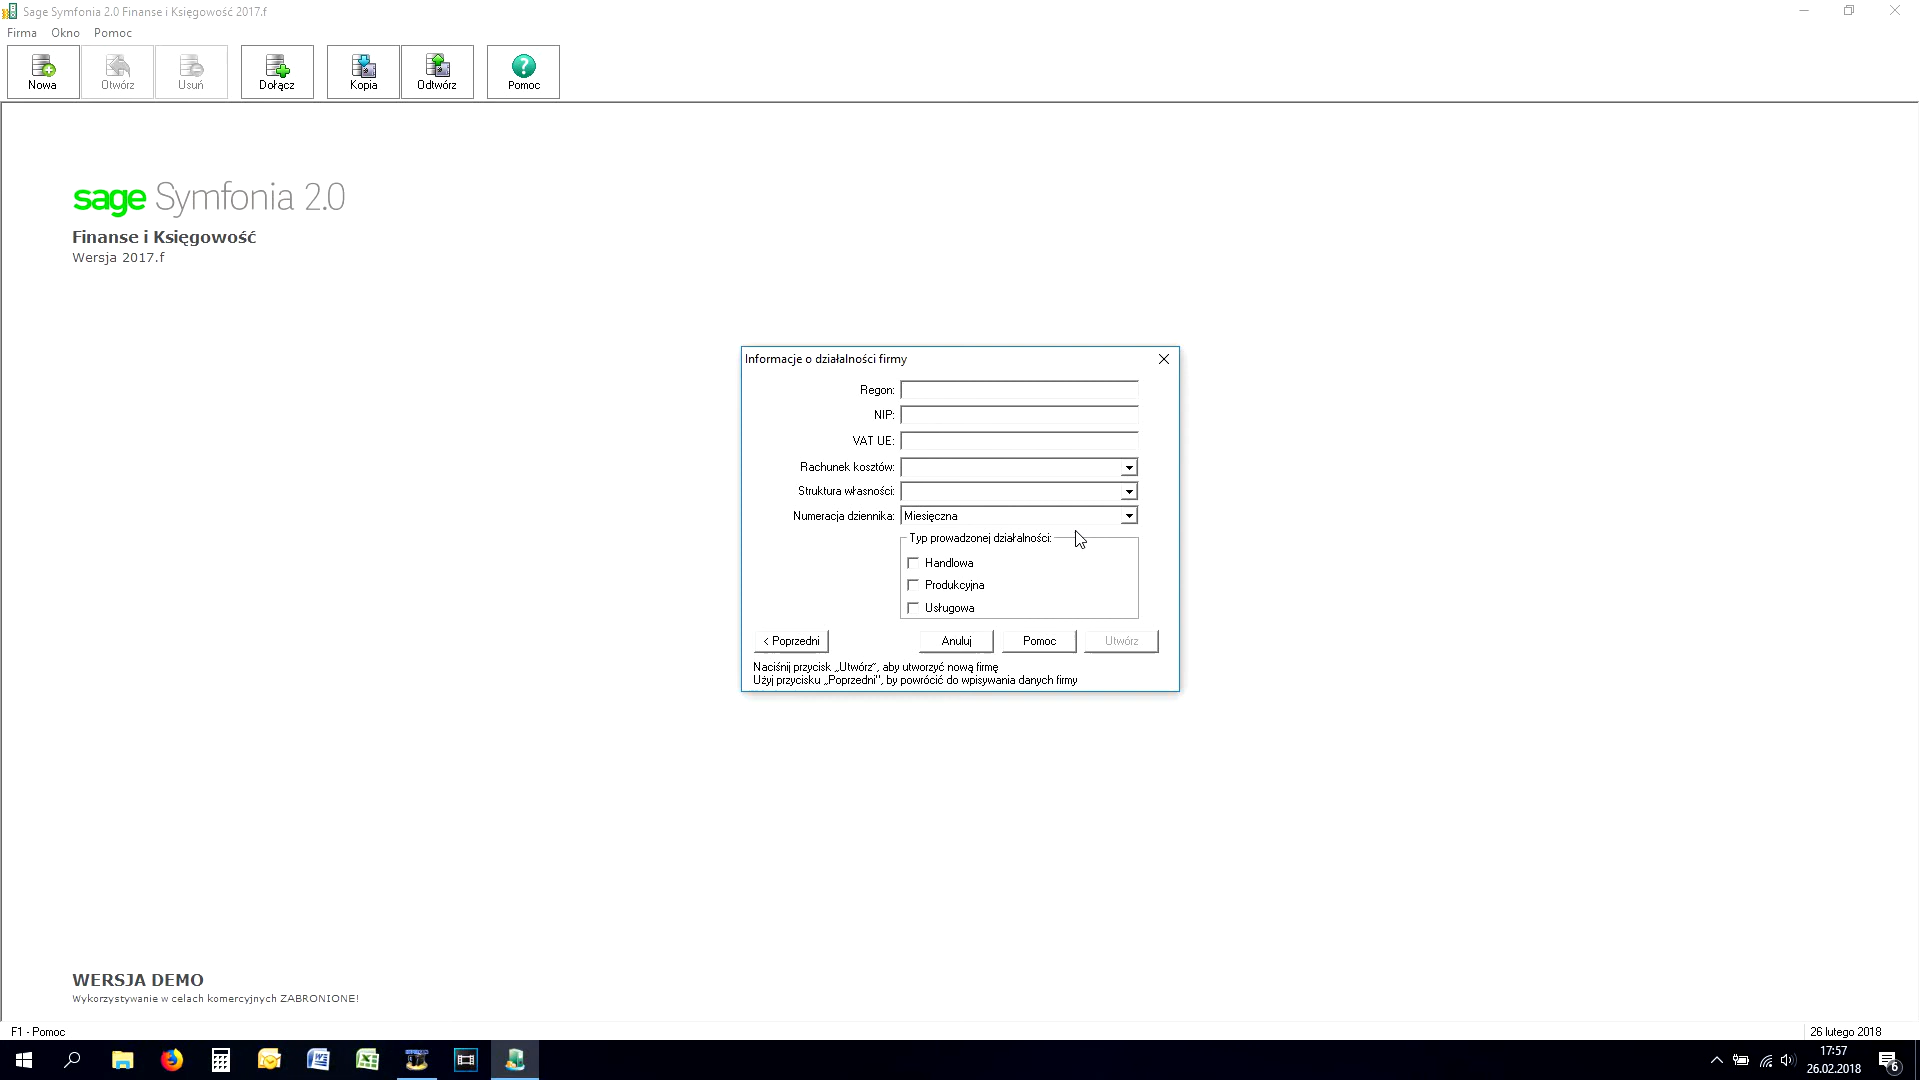 Sage Symfonia 2.0 Finanse i Księgowość 2017.f
Firma Okno Pomoc
Nowa Otwórz Usuń Dołącz Kopia Odtwórz Pomoc
sage Symfonia 2.0
Finanse i Księgowość
Wersja 2017.f
Informacje o działalności firmy
Regon:
NIP:
VAT UE:
Rachunek kosztów:
Struktura własności:
Numeracja dziennika: Miesięczna
Typ prowadzonej działalności:
Handlowa
Produkcyjna
Usługowa
< Poprzedni Anuluj Pomoc Utwórz
Naciśnij przycisk „Utwórz”, aby utworzyć nową firmę
Użyj przycisku „Poprzedni'', by powrócić do wpisywania danych firmy
WERSJA DEMO
Wykorzystywanie w celach komercyjnych ZABRONIONE!
F1 - Pomoc 26 lutego 2018
17:57
26.02.2018
6